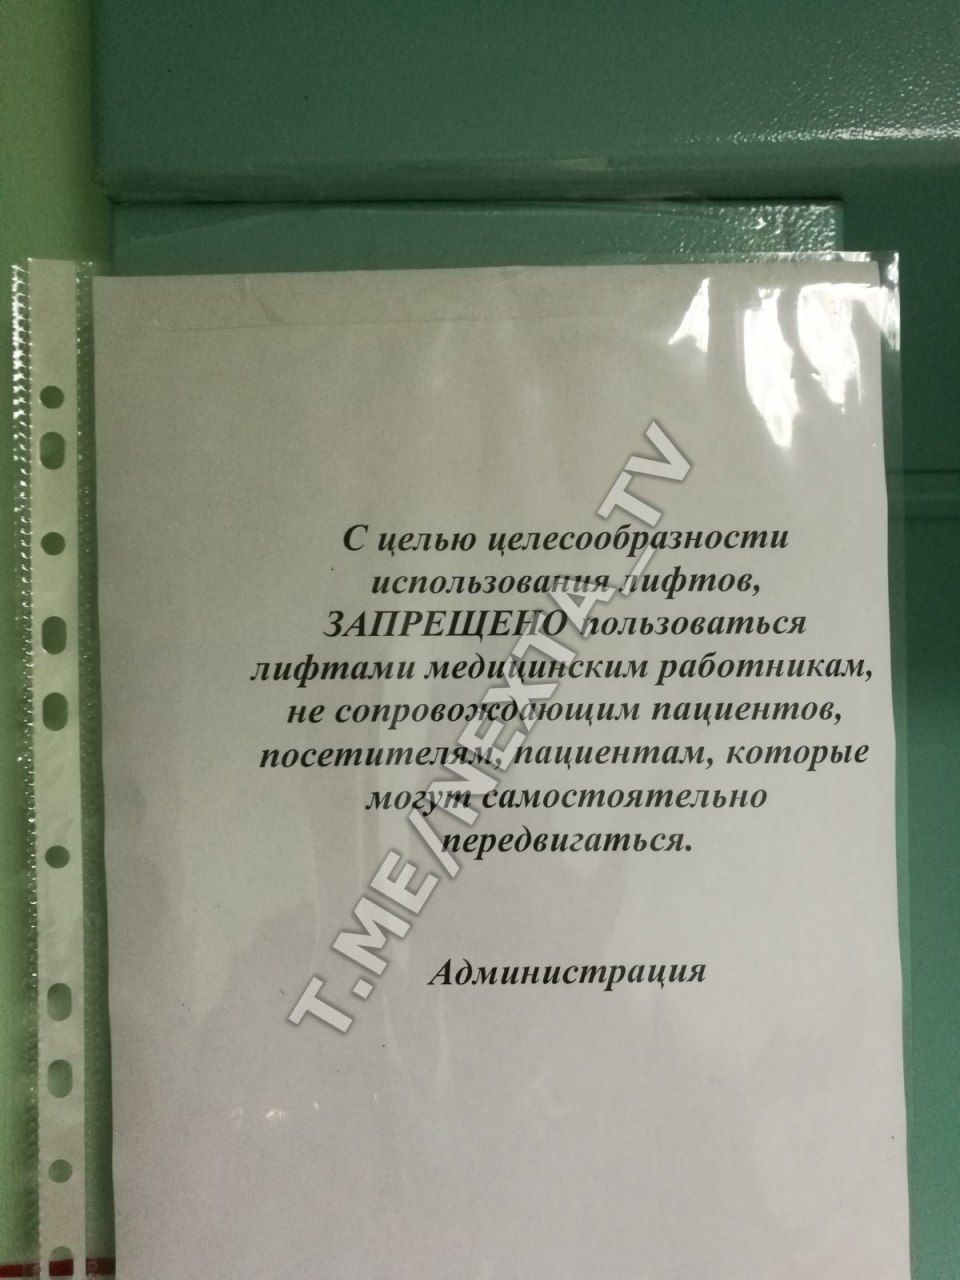 С целью целесообразности
использования лифтов,
ЗАПРЕЩЕНО пользоваться
лифтами медицинским работникам,
не сопровождающим пациентов,
посетителям, пациентам, которые
могут самостоятельно
передвигаться.
Администрация
T.ME/NEXTA_TV